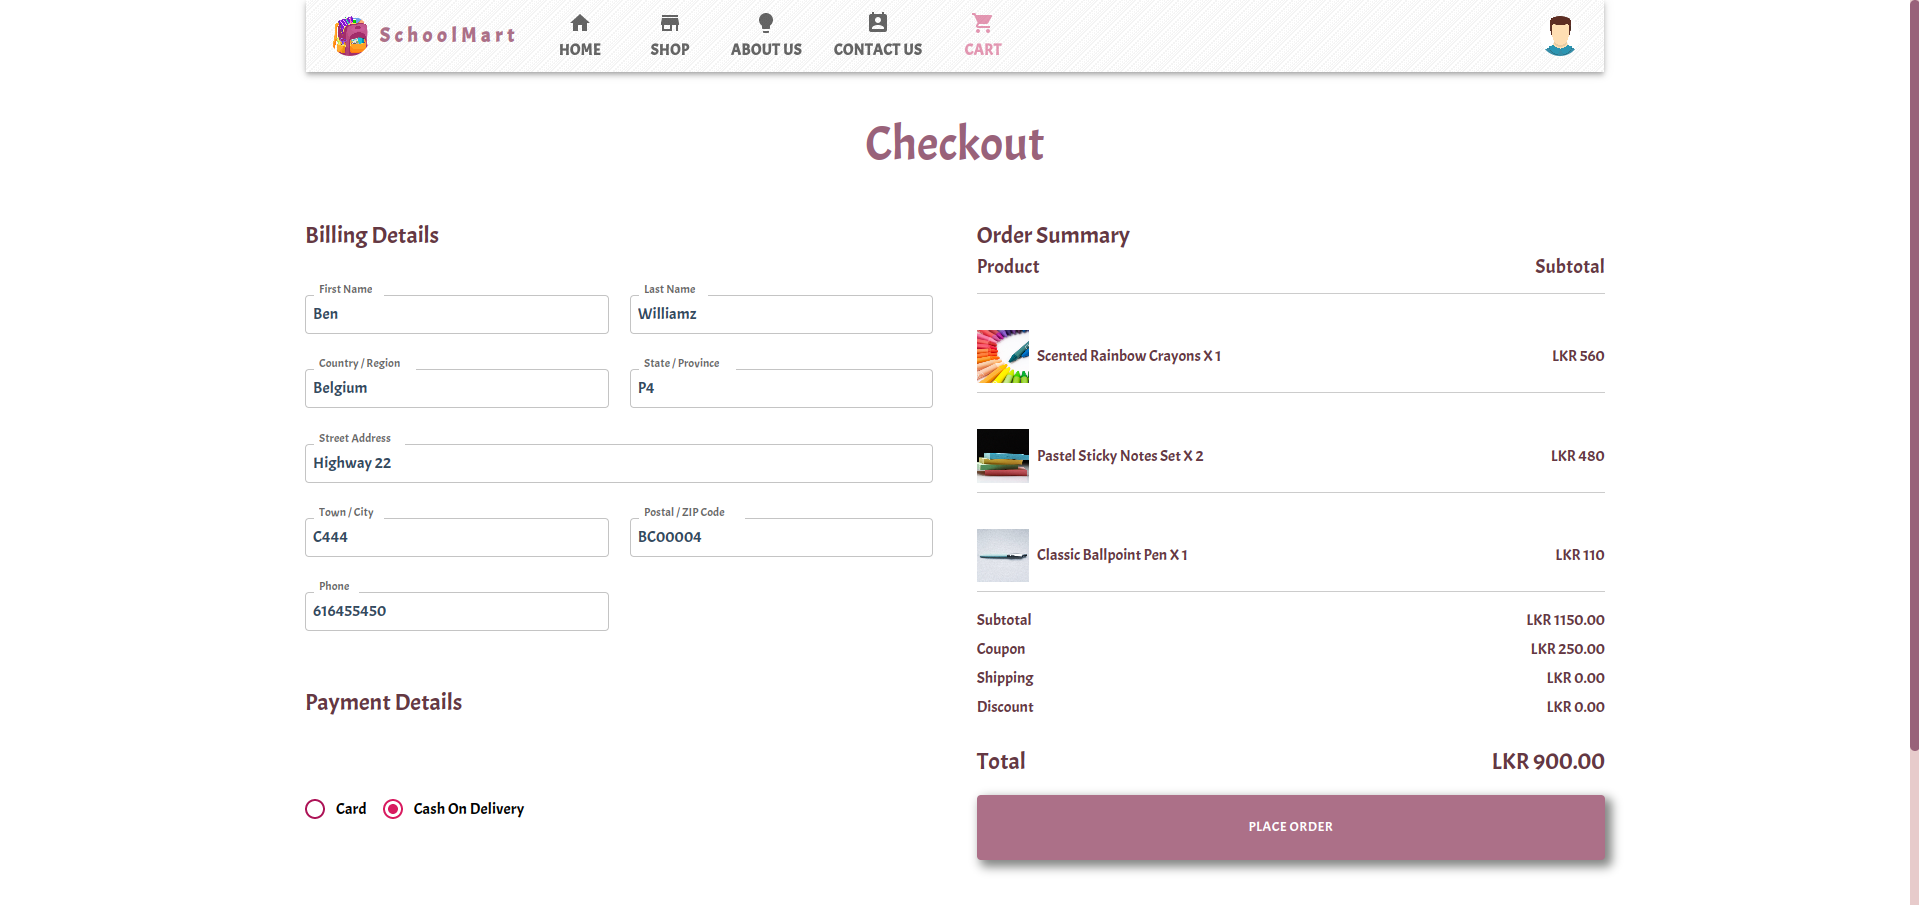 SchoolMart
HOME
SHOP
ABOUT US
CONTACT US
CART
Checkout
Billing Details
First Name
Ben
Last Name
Williamz
Country / Region
Belgium
State / Province
P4
Street Address
Highway 22
Town / City
C444
Postal / ZIP Code
BC00004
Phone
616455450
Payment Details
Card
Cash On Delivery
Order Summary
Product Subtotal
Scented Rainbow Crayons X 1 LKR 560
Pastel Sticky Notes Set X 2 LKR 480
Classic Ballpoint Pen X 1 LKR 110
Subtotal LKR 1150.00
Coupon LKR 250.00
Shipping LKR 0.00
Discount LKR 0.00
Total LKR 900.00
PLACE ORDER